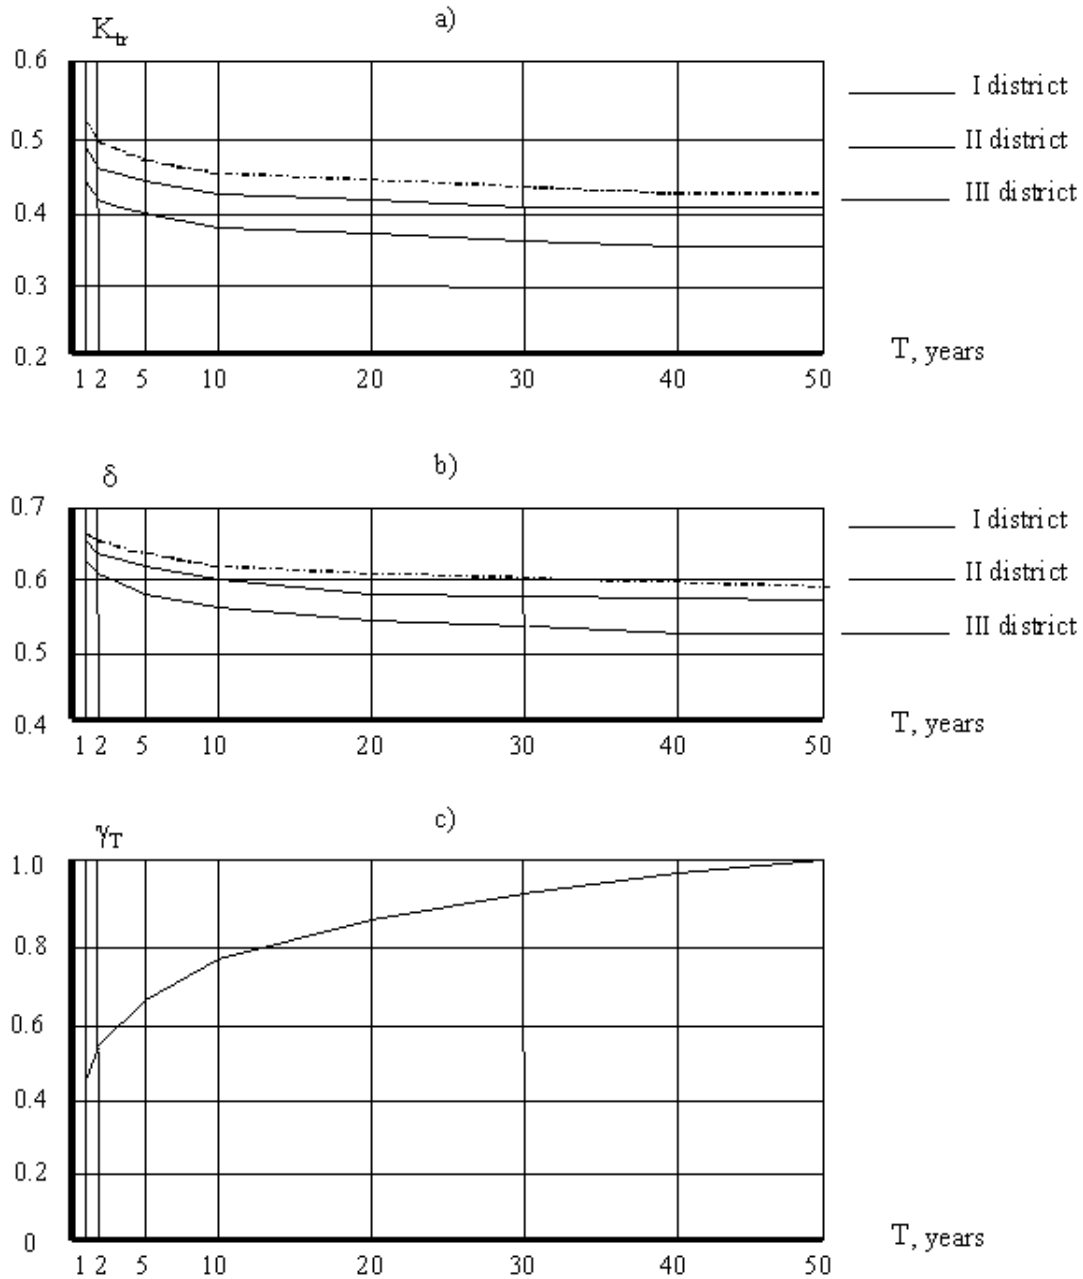 K_tr
a)
0.6
I district
0.5
II district
III district
0.4
0.3
0.2
T, years
1 2 5 10 20 30 40 50
δ
b)
0.7
I district
0.6
II district
III district
0.5
0.4
T, years
1 2 5 10 20 30 40 50
γ_T
c)
1.0
0.8
0.6
0.4
0.2
0
T, years
1 2 5 10 20 30 40 50